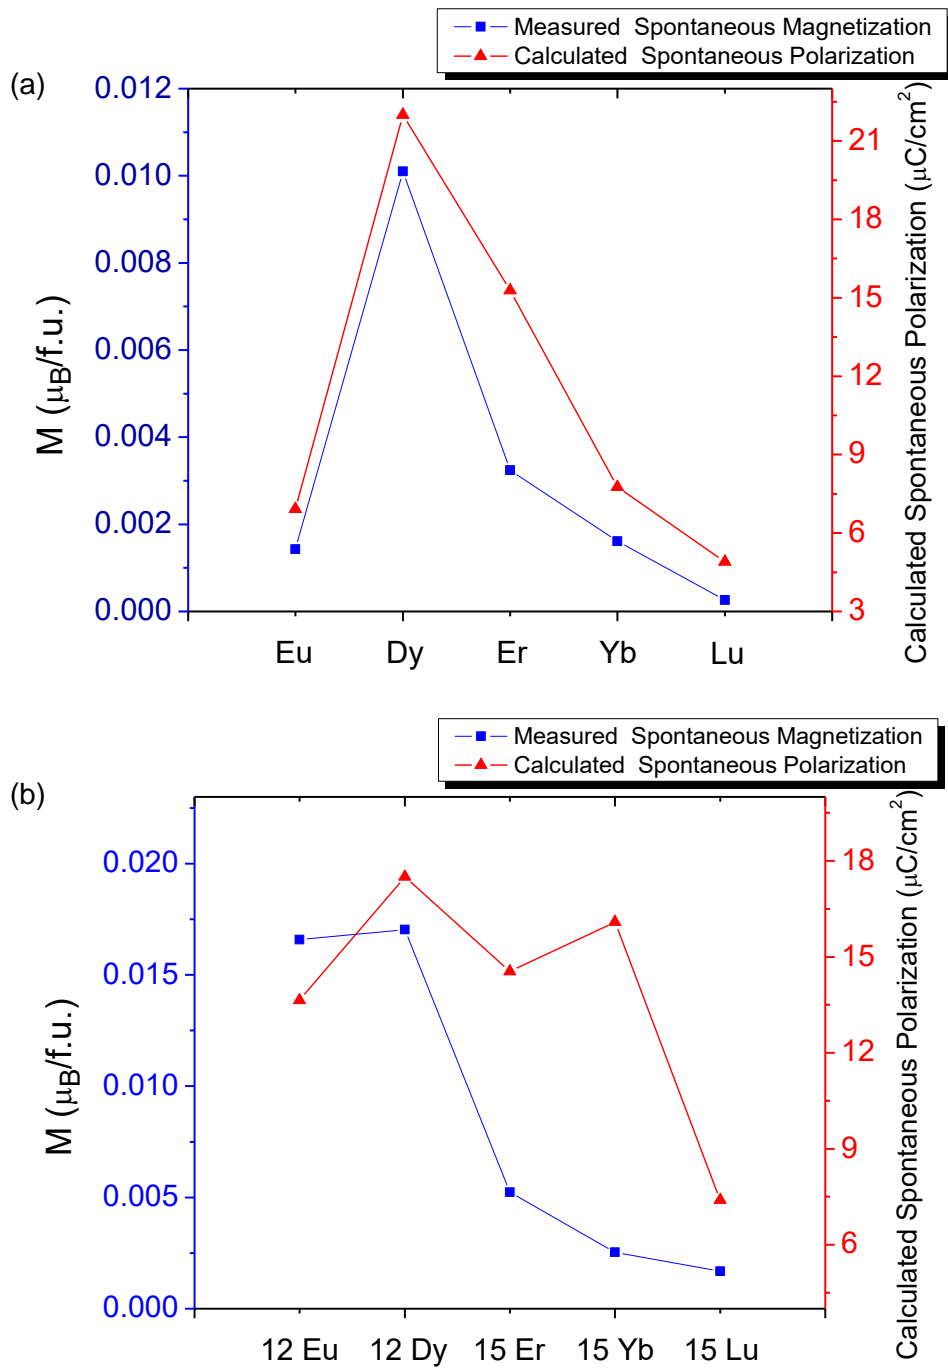 Measured Spontaneous Magnetization
Calculated Spontaneous Polarization
(a)
0.012
0.010
0.008
0.006
0.004
0.002
0.000
M (μB/f.u.)
21
18
15
12
9
6
3
Calculated Spontaneous Polarization (μC/cm²)
Eu Dy Er Yb Lu
Measured Spontaneous Magnetization
Calculated Spontaneous Polarization
(b)
0.020
0.015
0.010
0.005
0.000
M (μB/f.u.)
18
15
12
9
6
Calculated Spontaneous Polarization (μC/cm²)
12 Eu 12 Dy 15 Er 15 Yb 15 Lu